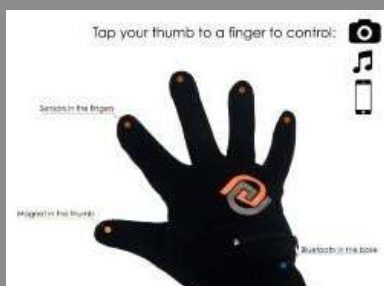 Tap your thumb to a finger to control:
Sensors in the fingers
Magnet in the thumb
Bluetooth in the base